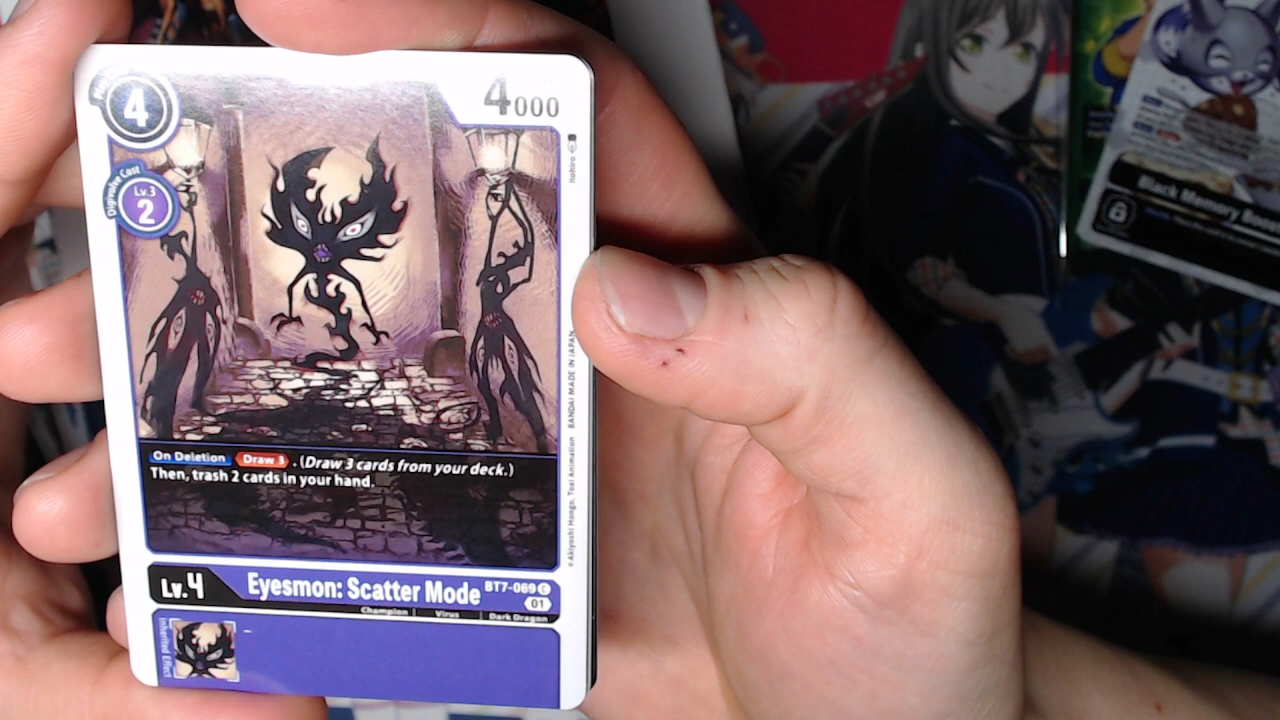 4
4000
Digivolve Cost
Lv.3
2
itohiro
On Deletion Draw 3 . (Draw 3 cards from your deck.)
Then, trash 2 cards in your hand.
©Akiyoshi Hongo, Toei Animation BANDAI MADE IN JAPAN
Lv.4
Eyesmon: Scatter Mode
BT7-069 C
01
Champion Virus Dark Dragon
Inherited Effect
-
Black Memory Boost